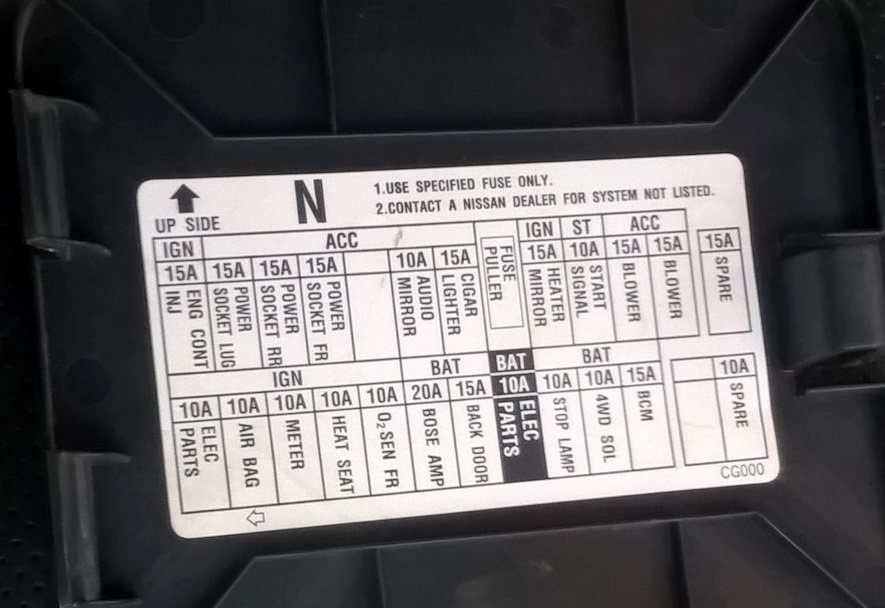 UP SIDE
N
1.USE SPECIFIED FUSE ONLY.
2.CONTACT A NISSAN DEALER FOR SYSTEM NOT LISTED.
IGN ACC IGN ST ACC
15A 15A 15A 15A 10A 15A 15A 10A 15A 15A 15A
ENG CONT
INJ
POWER
SOCKET LUG
POWER
SOCKET RR
POWER
SOCKET FR
AUDIO
MIRROR
CIGAR
LIGHTER
FUSE
PULLER
HEATER
MIRROR
START
SIGNAL
BLOWER
BLOWER
SPARE
IGN BAT BAT BAT
10A 10A 10A 10A 10A 20A 15A 10A 10A 10A 15A 10A
ELEC
PARTS
AIR BAG
METER
HEAT SEAT
O2 SEN FR
BOSE AMP
BACK DOOR
ELEC
PARTS
STOP LAMP
4WD SOL
BCM
SPARE
CG000